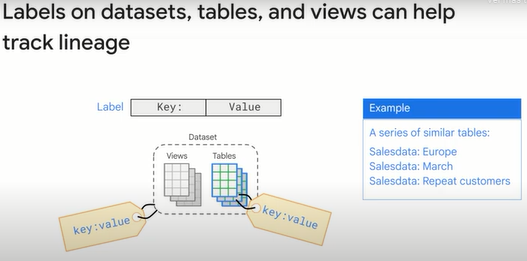 Labels on datasets, tables, and views can help
track lineage
Label
Key:
Value
Dataset
Views
Tables
key:value
key:value
Example
A series of similar tables:
Salesdata: Europe
Salesdata: March
Salesdata: Repeat customers